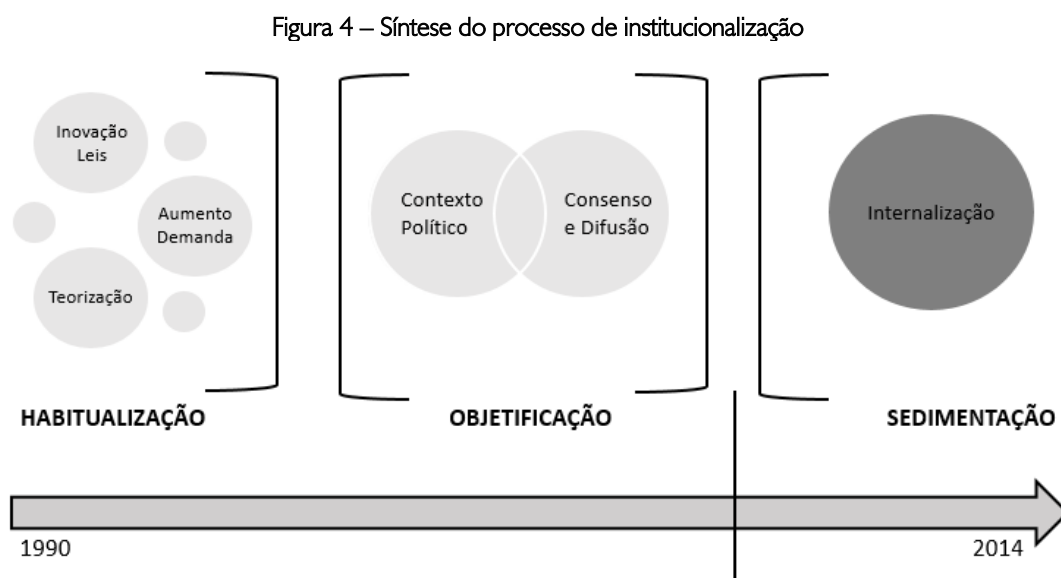 Figura 4 – Síntese do processo de institucionalização
Inovação
Leis
Aumento
Demanda
Teorização
Contexto
Político
Consenso
e Difusão
Internalização
HABITUALIZAÇÃO
OBJETIFICAÇÃO
SEDIMENTAÇÃO
1990
2014